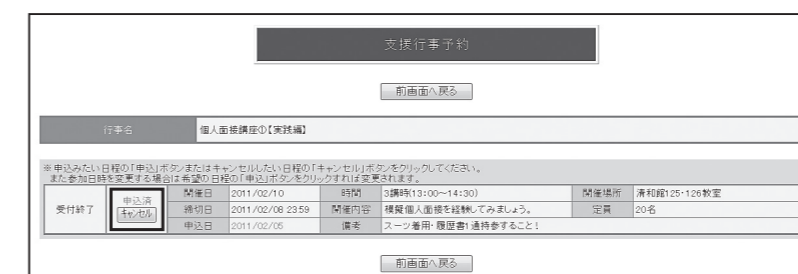 支援行事予約
前画面へ戻る
行事名 個人面接講座①【実践編】
※申込みたい日程の「申込」ボタンまたはキャンセルしたい日程の「キャンセル」ボタンをクリックしてください。
また参加日時を変更する場合は希望の日程の「申込」ボタンをクリックすれば変更されます。
受付終了 申込済 キャンセル
開催日 2011/02/10 時間 3講時(13:00～14:30) 開催場所 清和館125・126教室
締切日 2011/02/08 23:59 開催内容 模擬個人面接を経験してみましょう。 定員 20名
申込日 2011/02/05 備考 スーツ着用・履歴書1通持参すること!
前画面へ戻る